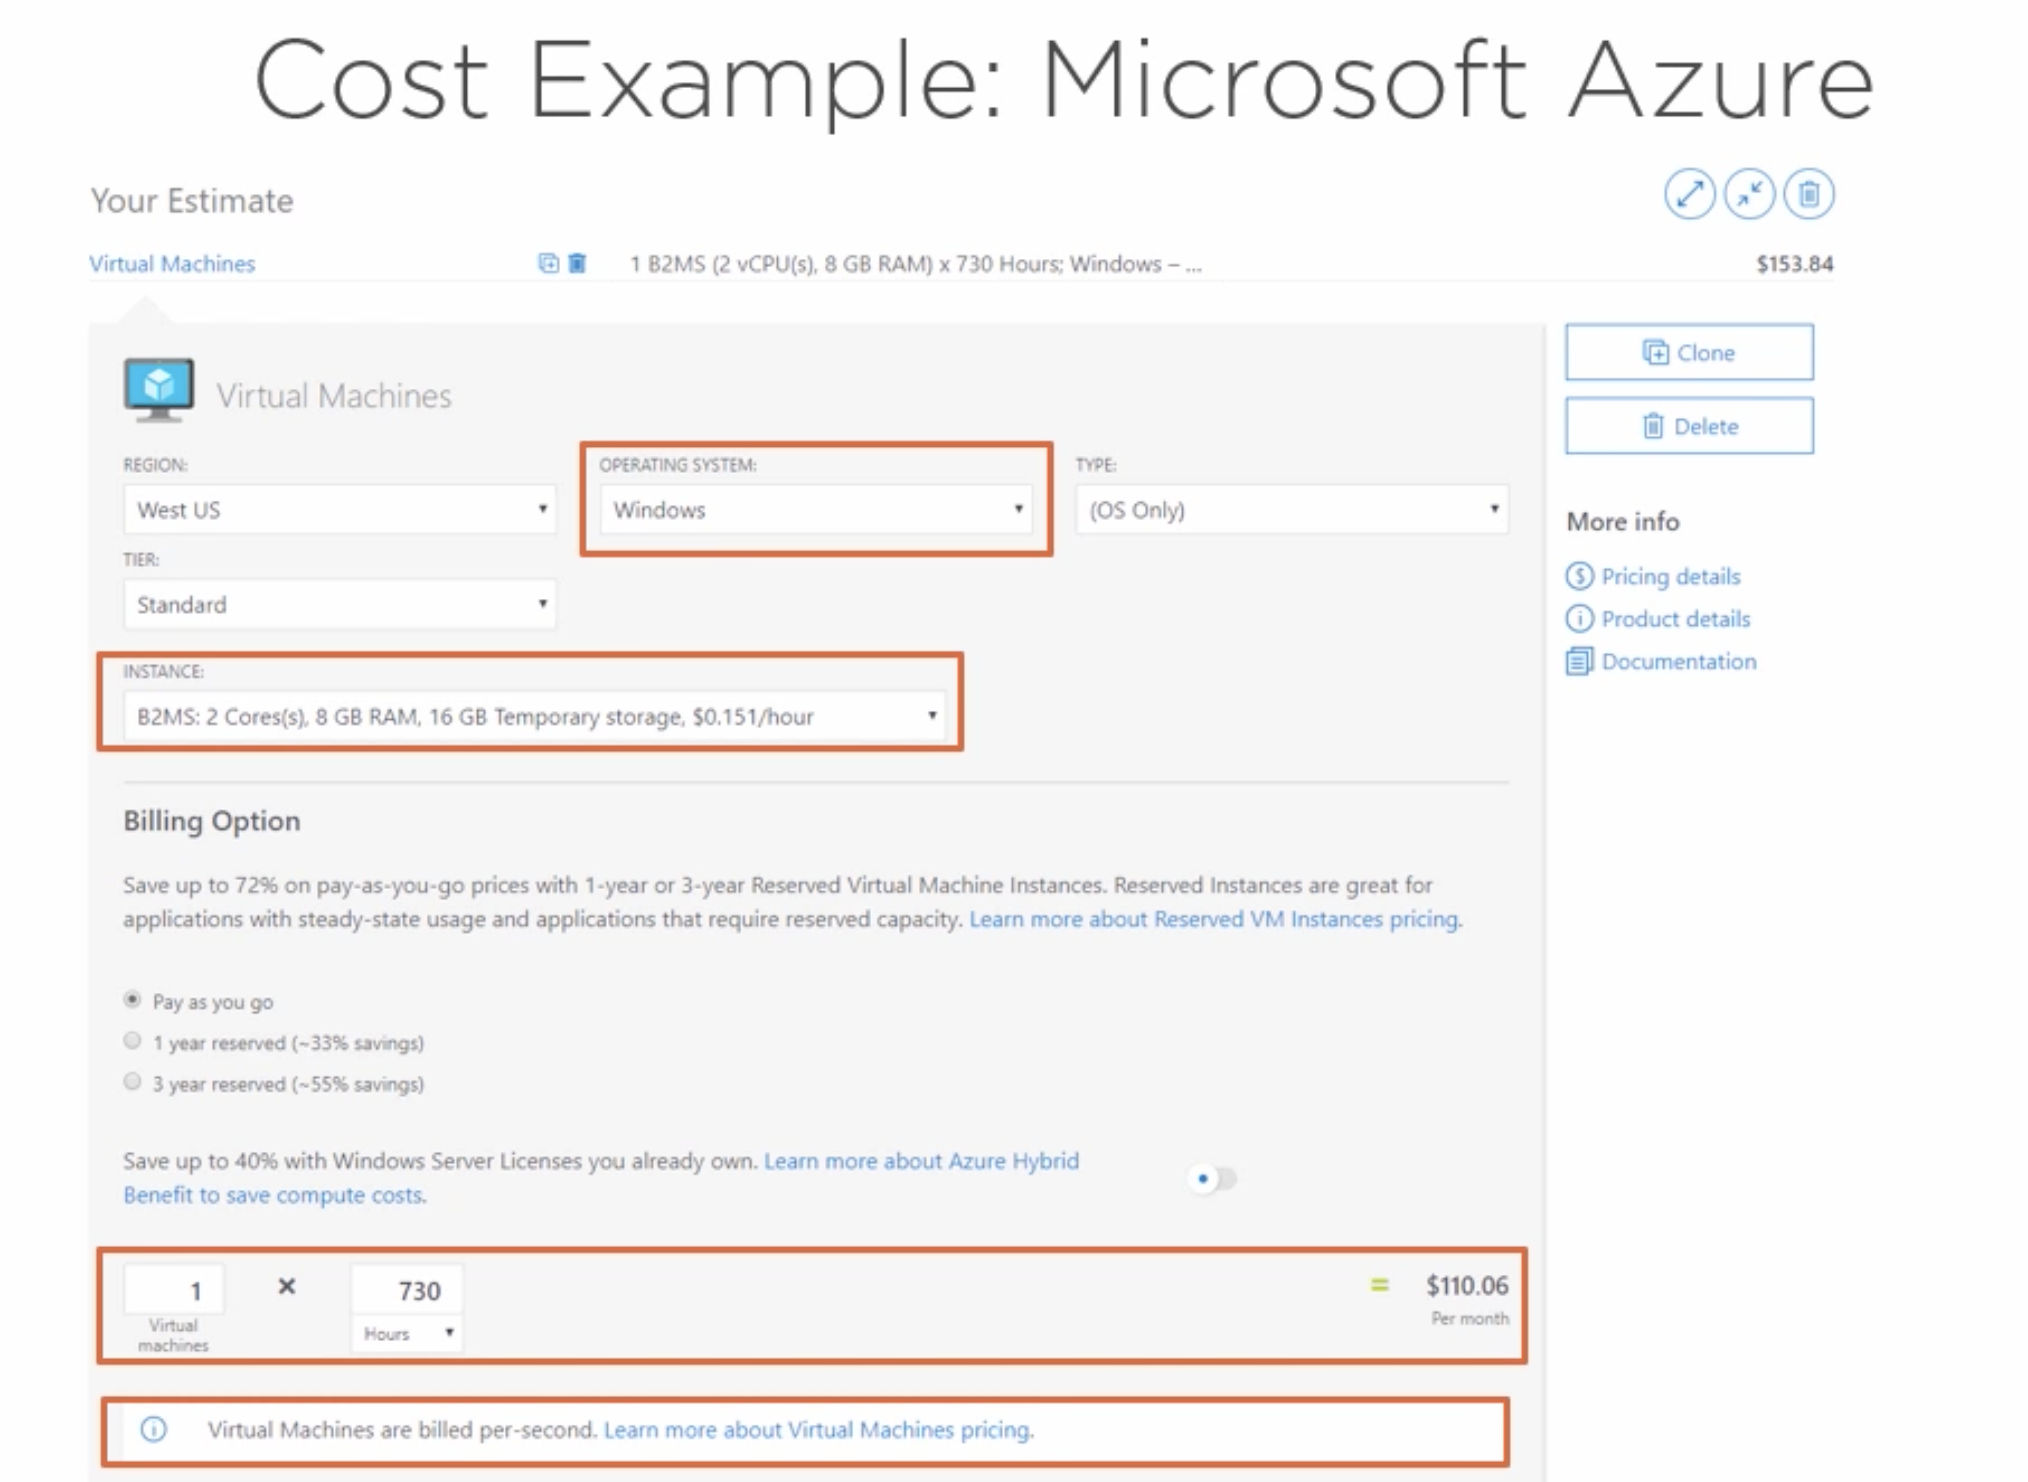 Cost Example: Microsoft Azure
Your Estimate
Virtual Machines 1 B2MS (2 vCPU(s), 8 GB RAM) x 730 Hours; Windows – ... $153.84
Virtual Machines
Clone
Delete
REGION: OPERATING SYSTEM: TYPE:
West US Windows (OS Only)
TIER:
Standard
More info
Pricing details
Product details
Documentation
INSTANCE:
B2MS: 2 Cores(s), 8 GB RAM, 16 GB Temporary storage, $0.151/hour
Billing Option
Save up to 72% on pay-as-you-go prices with 1-year or 3-year Reserved Virtual Machine Instances. Reserved Instances are great for
applications with steady-state usage and applications that require reserved capacity. Learn more about Reserved VM Instances pricing.
Pay as you go
1 year reserved (~33% savings)
3 year reserved (~55% savings)
Save up to 40% with Windows Server Licenses you already own. Learn more about Azure Hybrid
Benefit to save compute costs.
1 × 730 = $110.06
Virtual
machines
Hours
Per month
Virtual Machines are billed per-second. Learn more about Virtual Machines pricing.